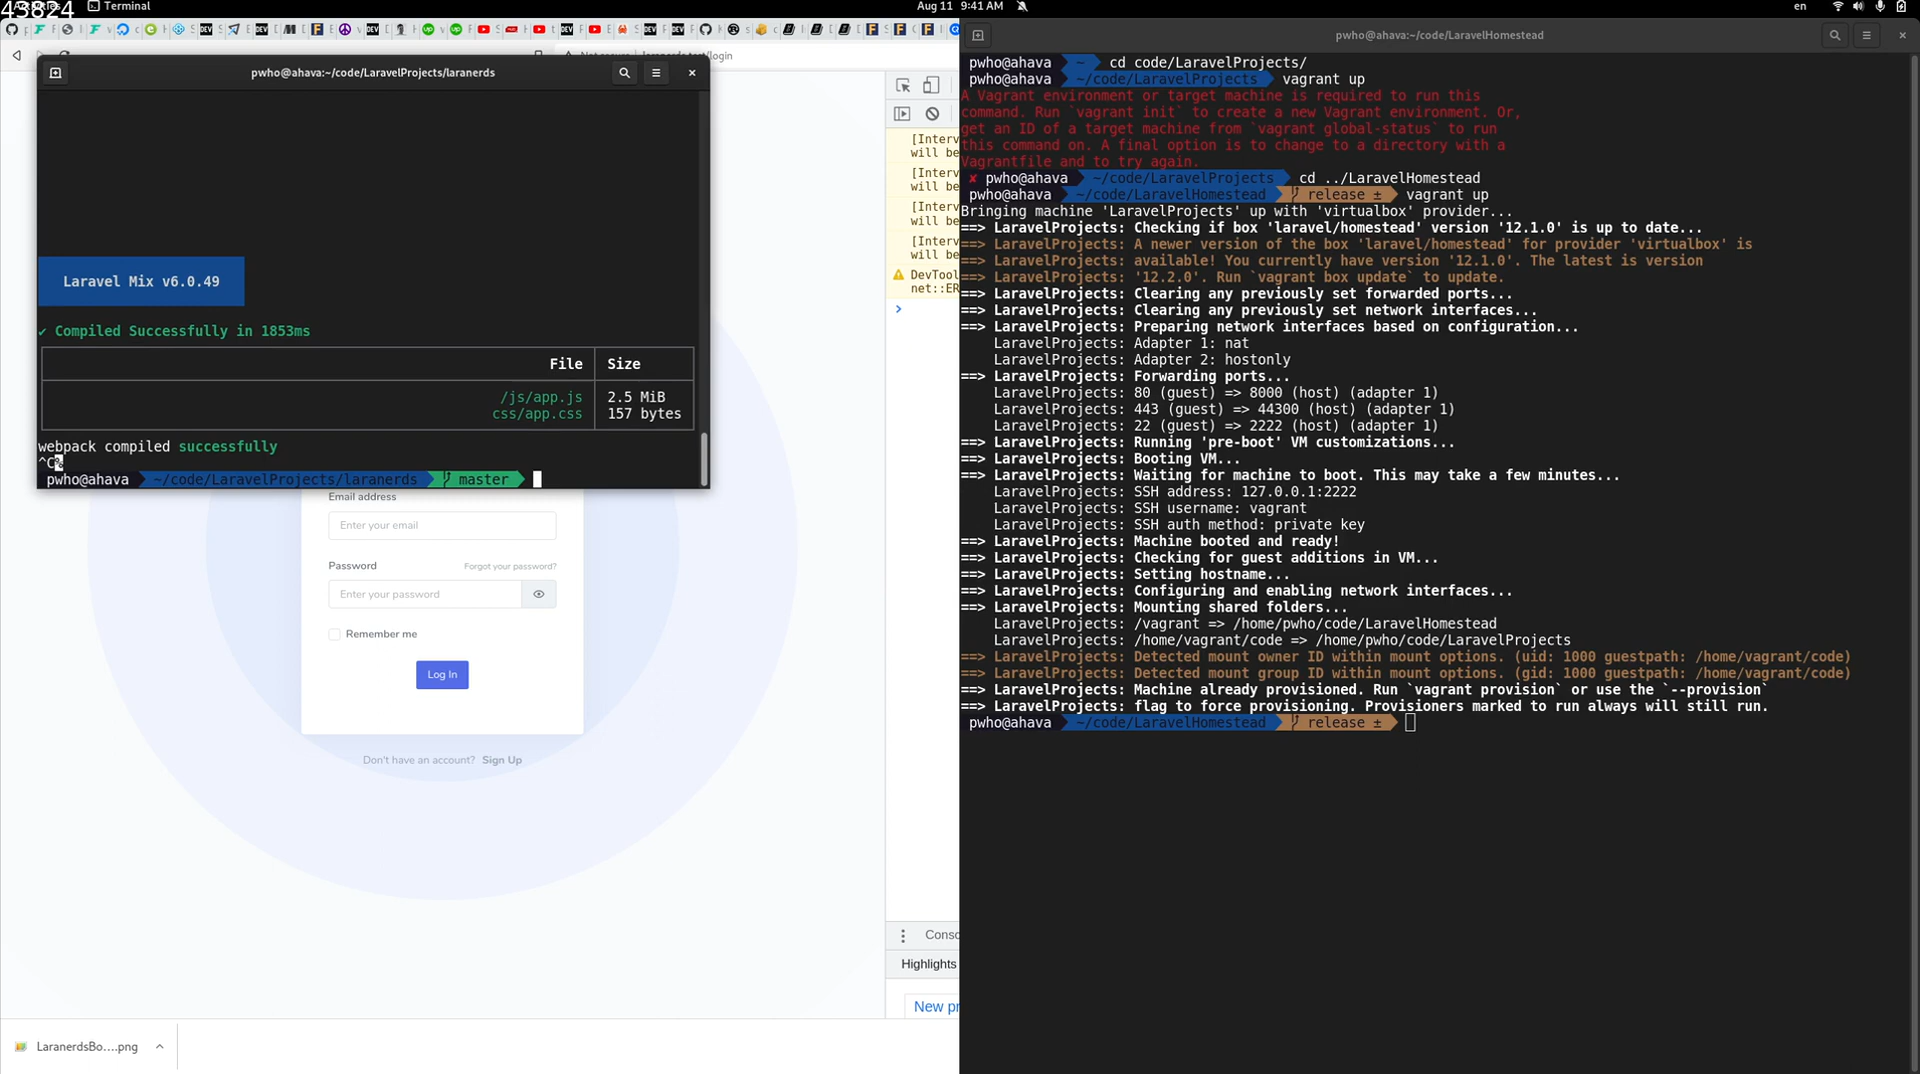 43824
Terminal
Aug 11 9:41 AM
en
/login
pwho@ahava:~/code/LaravelProjects/laranerds
Laravel Mix v6.0.49
✔ Compiled Successfully in 1853ms
File Size
/js/app.js 2.5 MiB
css/app.css 157 bytes
webpack compiled successfully
^C%
pwho@ahava ~/code/LaravelProjects/laranerds master
Email address
Enter your email
Password Forgot your password?
Enter your password
Remember me
Log In
Don't have an account? Sign Up
LaranerdsBo....png
[Interv
will be
[Interv
will be
[Interv
will be
[Interv
will be
DevTool
net::ER
>
Conso
Highlights
New pr
pwho@ahava:~/code/LaravelHomestead
pwho@ahava ~ cd code/LaravelProjects/
pwho@ahava ~/code/LaravelProjects vagrant up
A Vagrant environment or target machine is required to run this
command. Run `vagrant init` to create a new Vagrant environment. Or,
get an ID of a target machine from `vagrant global-status` to run
this command on. A final option is to change to a directory with a
Vagrantfile and to try again.
✘ pwho@ahava ~/code/LaravelProjects cd ../LaravelHomestead
pwho@ahava ~/code/LaravelHomestead release ± vagrant up
Bringing machine 'LaravelProjects' up with 'virtualbox' provider...
==> LaravelProjects: Checking if box 'laravel/homestead' version '12.1.0' is up to date...
==> LaravelProjects: A newer version of the box 'laravel/homestead' for provider 'virtualbox' is
==> LaravelProjects: available! You currently have version '12.1.0'. The latest is version
==> LaravelProjects: '12.2.0'. Run `vagrant box update` to update.
==> LaravelProjects: Clearing any previously set forwarded ports...
==> LaravelProjects: Clearing any previously set network interfaces...
==> LaravelProjects: Preparing network interfaces based on configuration...
LaravelProjects: Adapter 1: nat
LaravelProjects: Adapter 2: hostonly
==> LaravelProjects: Forwarding ports...
LaravelProjects: 80 (guest) => 8000 (host) (adapter 1)
LaravelProjects: 443 (guest) => 44300 (host) (adapter 1)
LaravelProjects: 22 (guest) => 2222 (host) (adapter 1)
==> LaravelProjects: Running 'pre-boot' VM customizations...
==> LaravelProjects: Booting VM...
==> LaravelProjects: Waiting for machine to boot. This may take a few minutes...
LaravelProjects: SSH address: 127.0.0.1:2222
LaravelProjects: SSH username: vagrant
LaravelProjects: SSH auth method: private key
==> LaravelProjects: Machine booted and ready!
==> LaravelProjects: Checking for guest additions in VM...
==> LaravelProjects: Setting hostname...
==> LaravelProjects: Configuring and enabling network interfaces...
==> LaravelProjects: Mounting shared folders...
LaravelProjects: /vagrant => /home/pwho/code/LaravelHomestead
LaravelProjects: /home/vagrant/code => /home/pwho/code/LaravelProjects
==> LaravelProjects: Detected mount owner ID within mount options. (uid: 1000 guestpath: /home/vagrant/code)
==> LaravelProjects: Detected mount group ID within mount options. (gid: 1000 guestpath: /home/vagrant/code)
==> LaravelProjects: Machine already provisioned. Run `vagrant provision` or use the `--provision`
==> LaravelProjects: flag to force provisioning. Provisioners marked to run always will still run.
pwho@ahava ~/code/LaravelHomestead release ±